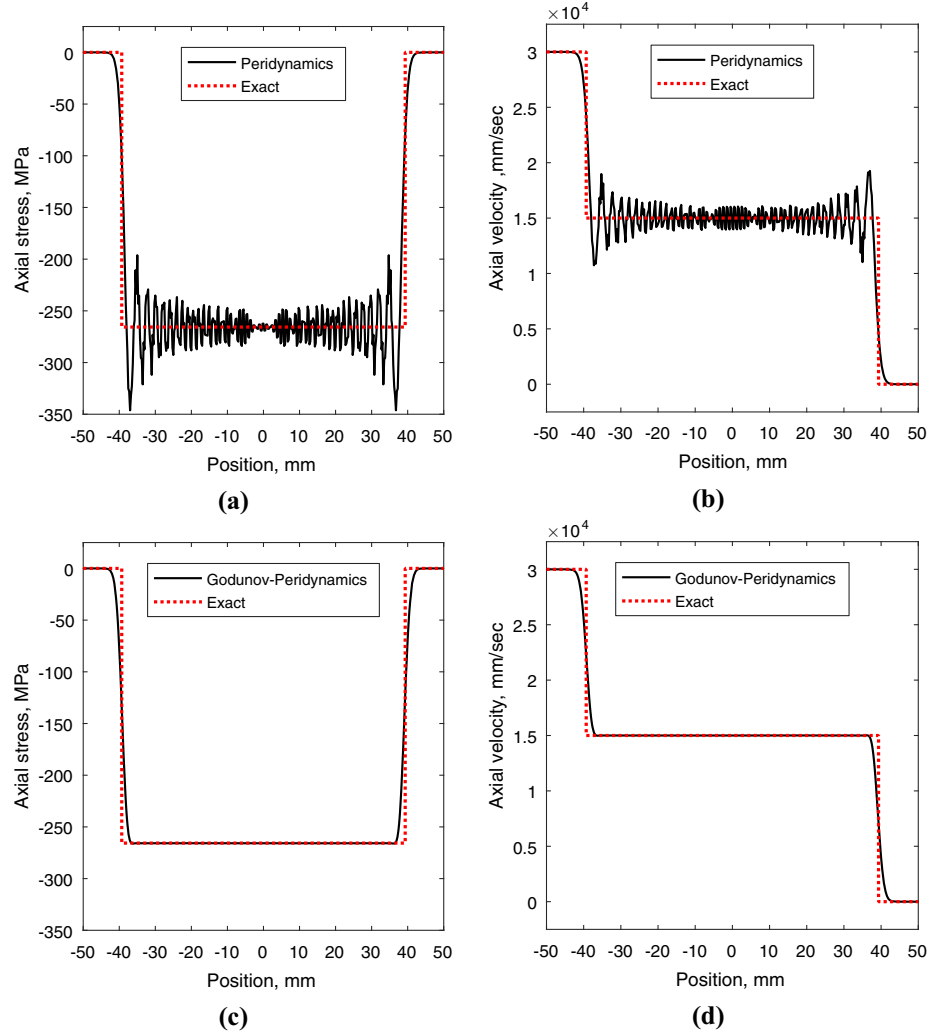 Peridynamics
Exact
Axial stress, MPa
0
-50
-100
-150
-200
-250
-300
-350
-50 -40 -30 -20 -10 0 10 20 30 40 50
Position, mm
(a)
×10⁴
Peridynamics
Exact
Axial velocity ,mm/sec
3
2.5
2
1.5
1
0.5
0
-50 -40 -30 -20 -10 0 10 20 30 40 50
Position, mm
(b)
Godunov-Peridynamics
Exact
Axial stress, MPa
0
-50
-100
-150
-200
-250
-300
-350
-50 -40 -30 -20 -10 0 10 20 30 40 50
Position, mm
(c)
×10⁴
Godunov-Peridynamics
Exact
Axial velocity, mm/sec
3
2.5
2
1.5
1
0.5
0
-50 -40 -30 -20 -10 0 10 20 30 40 50
Position, mm
(d)